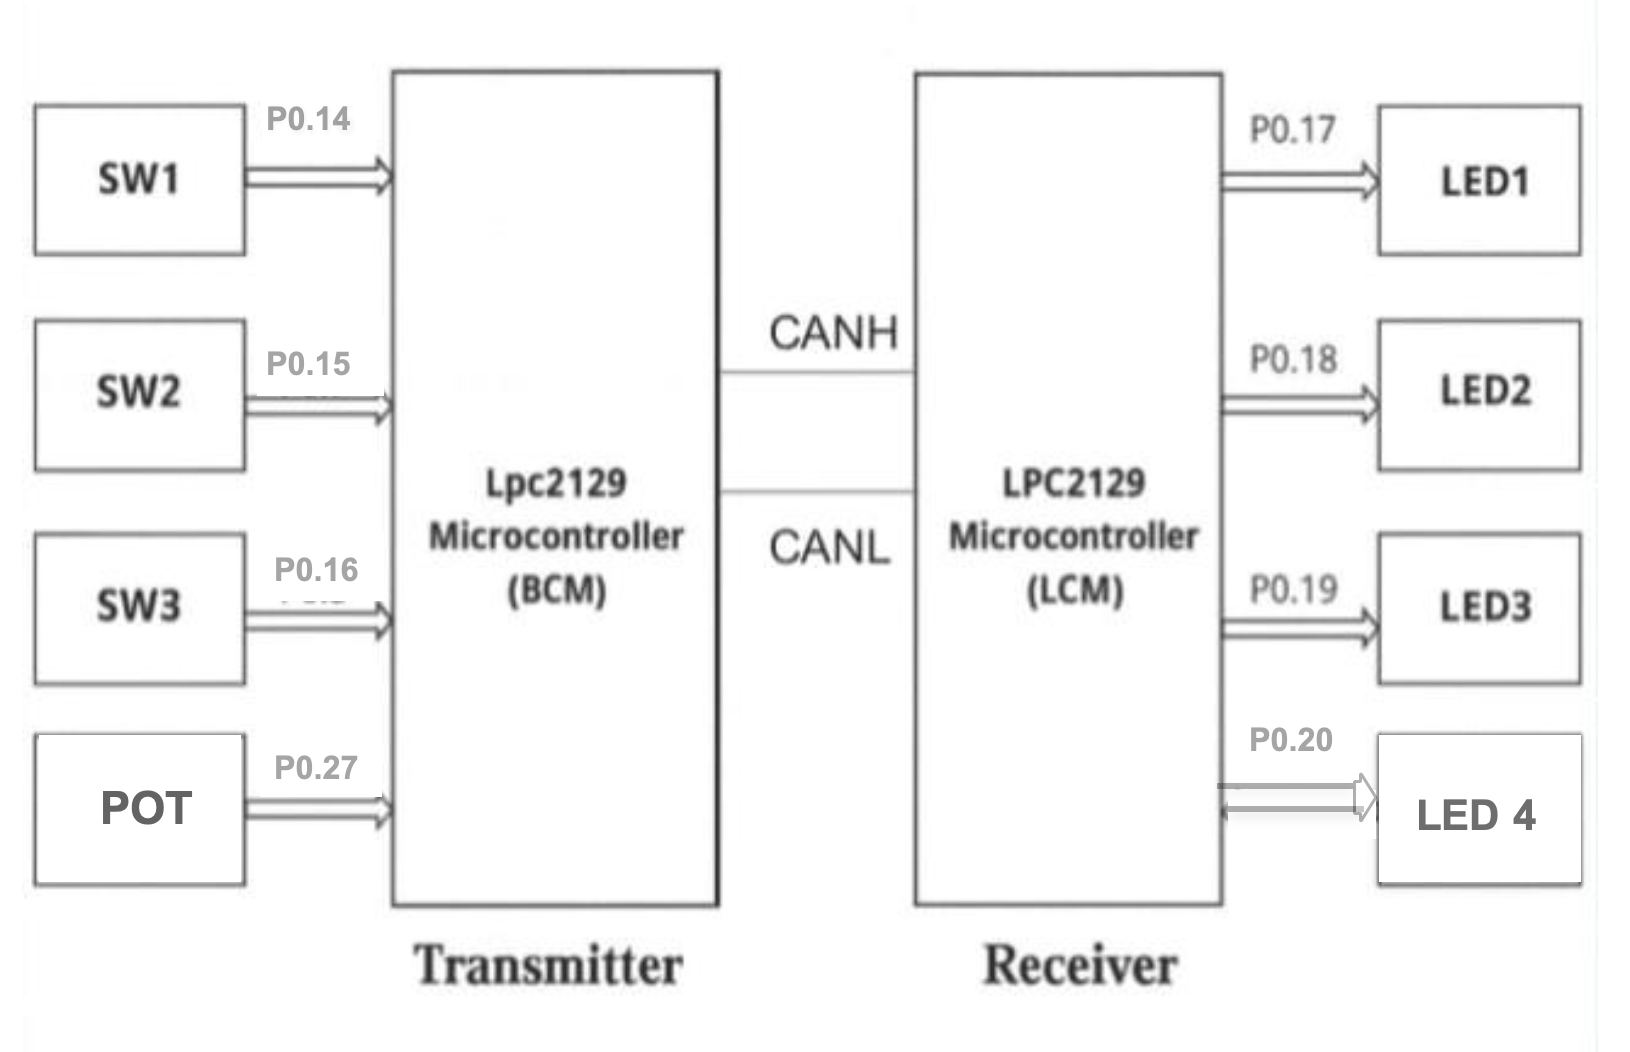 P0.14
SW1
P0.15
SW2
P0.16
SW3
P0.27
POT
Lpc2129
Microcontroller
(BCM)
Transmitter
CANH
CANL
LPC2129
Microcontroller
(LCM)
Receiver
P0.17
LED1
P0.18
LED2
P0.19
LED3
P0.20
LED 4